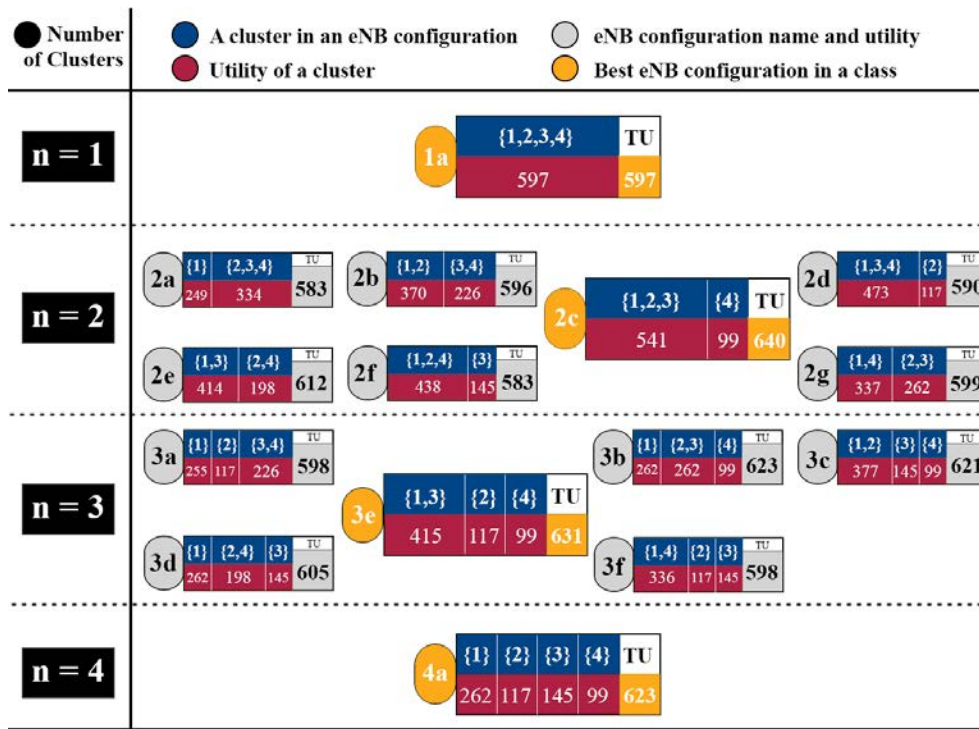 Number of Clusters
A cluster in an eNB configuration
eNB configuration name and utility
Utility of a cluster
Best eNB configuration in a class
n = 1
1a
{1,2,3,4} TU
597 597
n = 2
2a
{1} {2,3,4} TU
249 334 583
2b
{1,2} {3,4} TU
370 226 596
2c
{1,2,3} {4} TU
541 99 640
2d
{1,3,4} {2} TU
473 117 590
2e
{1,3} {2,4} TU
414 198 612
2f
{1,2,4} {3} TU
438 145 583
2g
{1,4} {2,3} TU
337 262 599
n = 3
3a
{1} {2} {3,4} TU
255 117 226 598
3e
{1,3} {2} {4} TU
415 117 99 631
3b
{1} {2,3} {4} TU
262 262 99 623
3c
{1,2} {3} {4} TU
377 145 99 621
3d
{1} {2,4} {3} TU
262 198 145 605
3f
{1,4} {2} {3} TU
336 117 145 598
n = 4
4a
{1} {2} {3} {4} TU
262 117 145 99 623